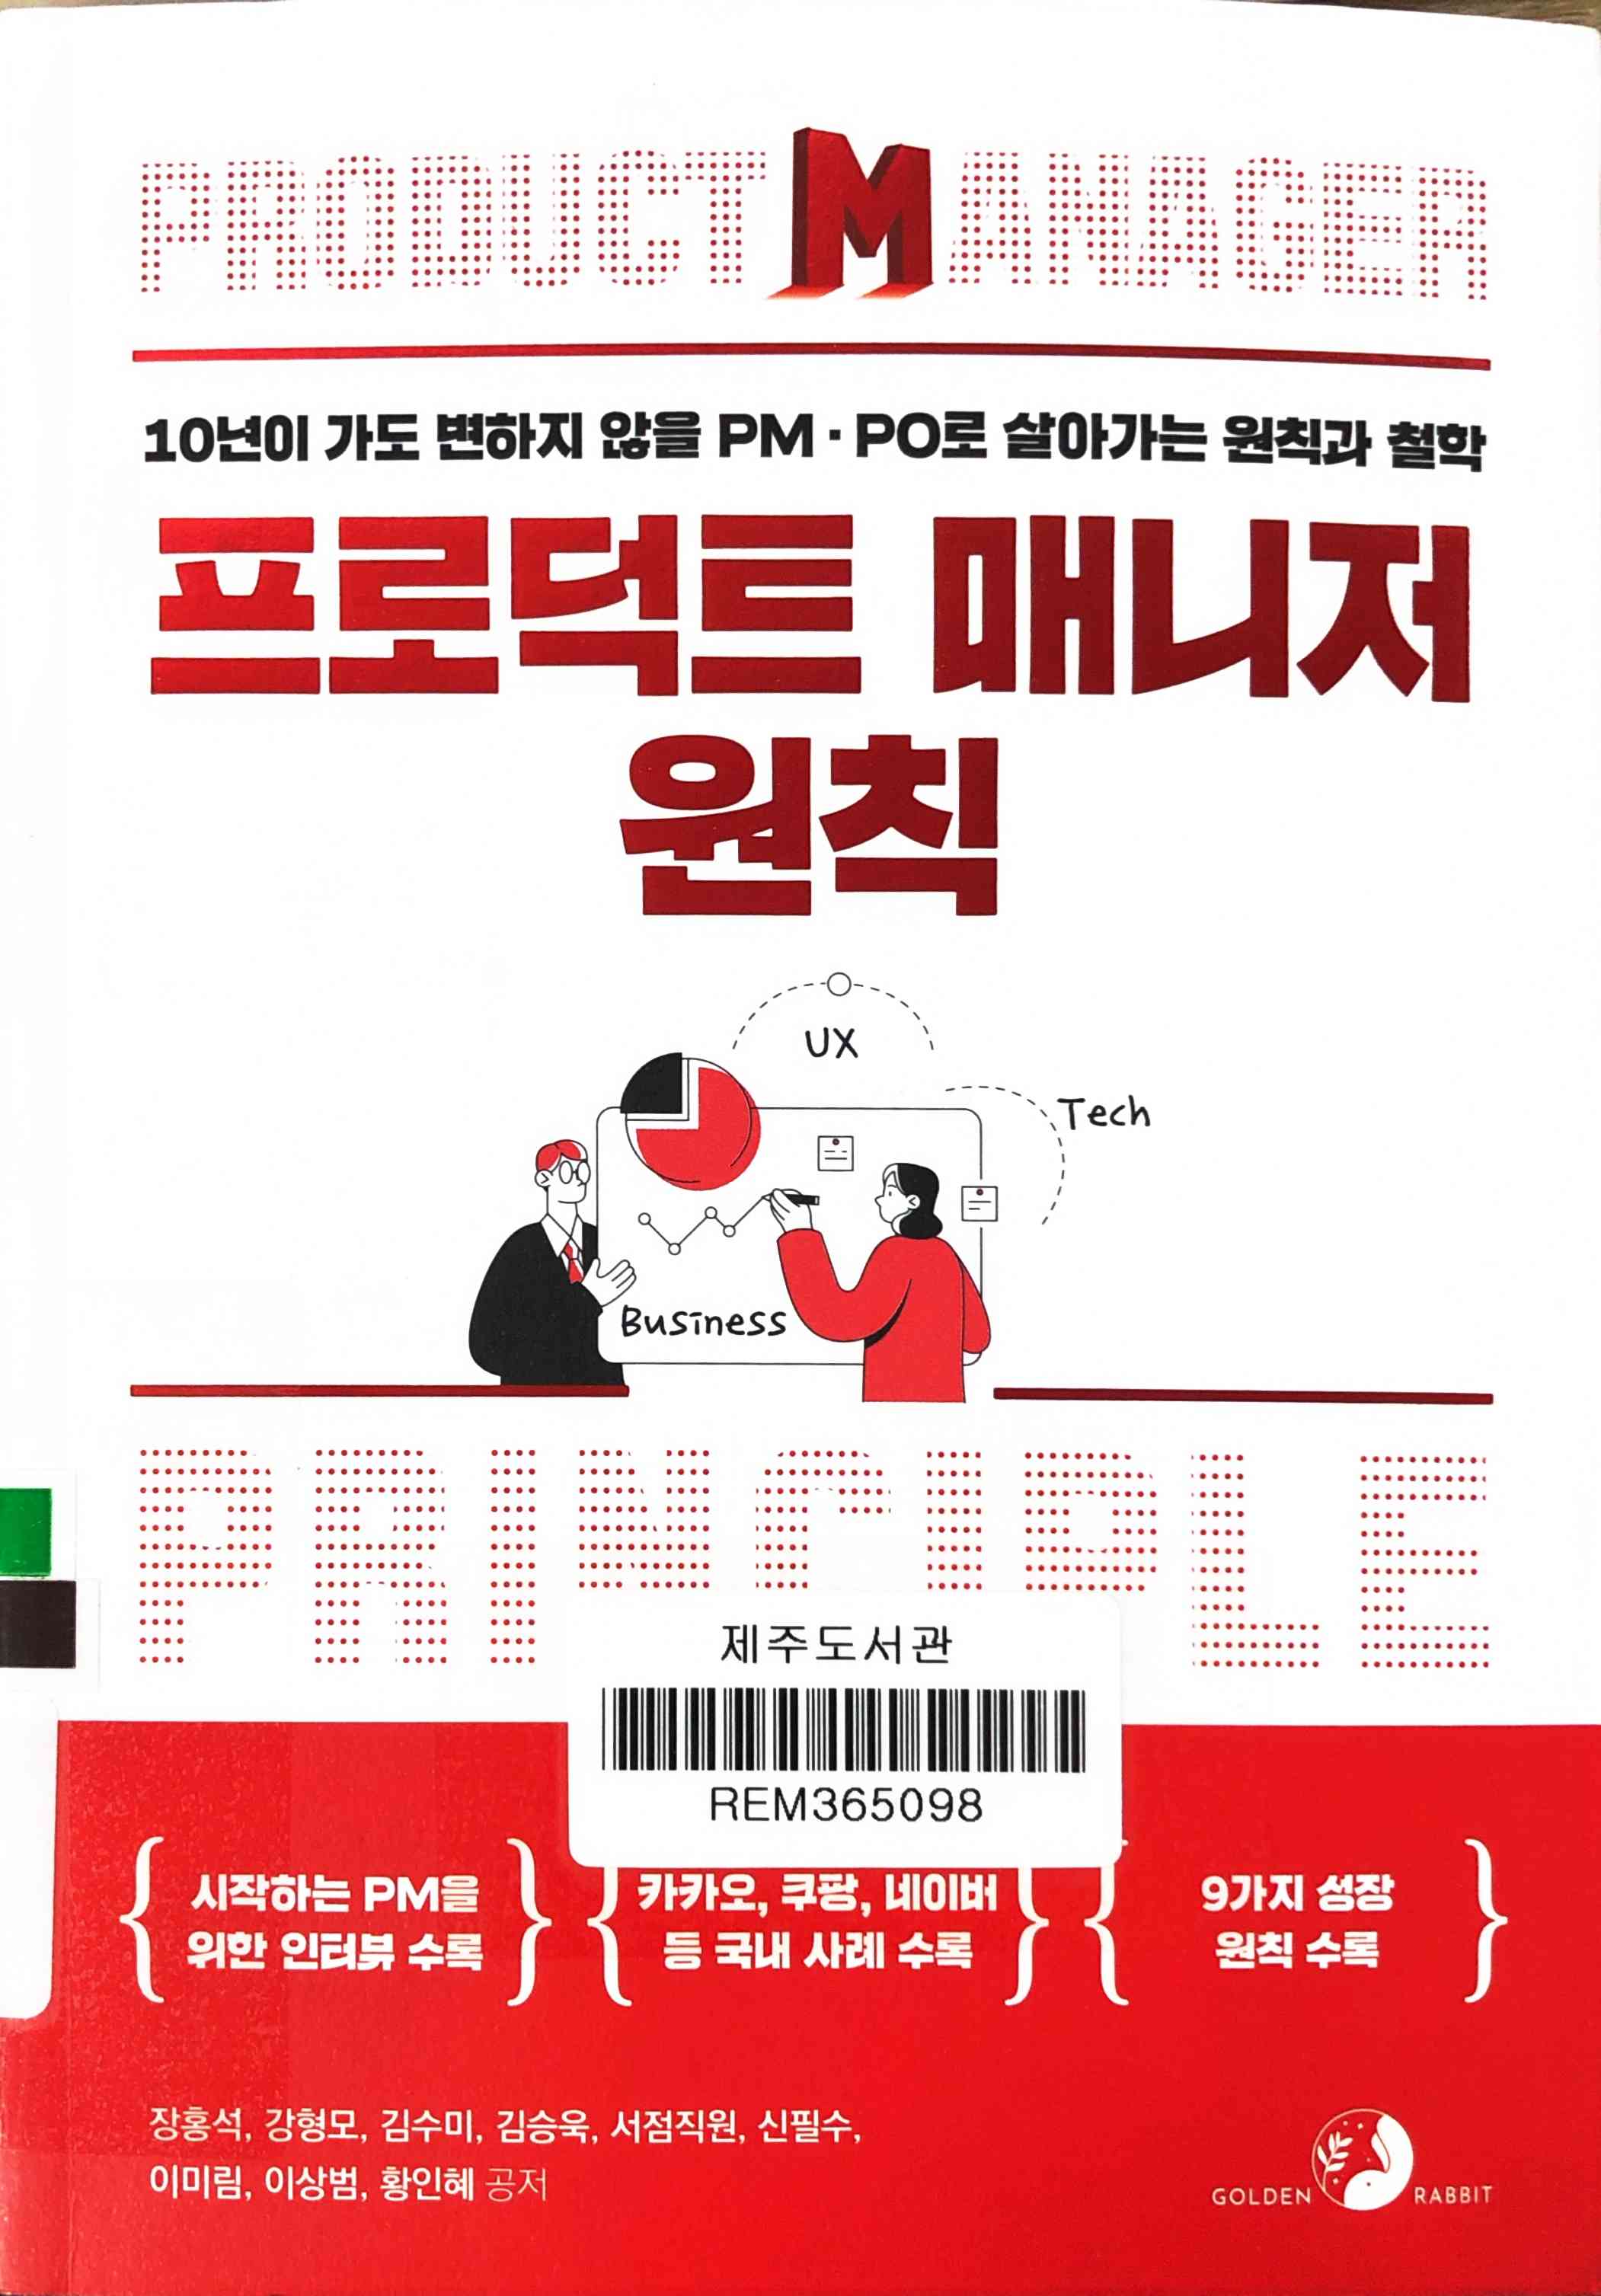 PRODUCT MANAGER
10년이 가도 변하지 않을 PM · PO로 살아가는 원칙과 철학
프로덕트 매니저
원칙
UX
Tech
Business
PRINCIPLE
제주도서관
REM365098
시작하는 PM을
위한 인터뷰 수록
카카오, 쿠팡, 네이버
등 국내 사례 수록
9가지 성장
원칙 수록
장홍석, 강형모, 김수미, 김승욱, 서점직원, 신필수,
이미림, 이상범, 황인혜 공저
GOLDEN RABBIT